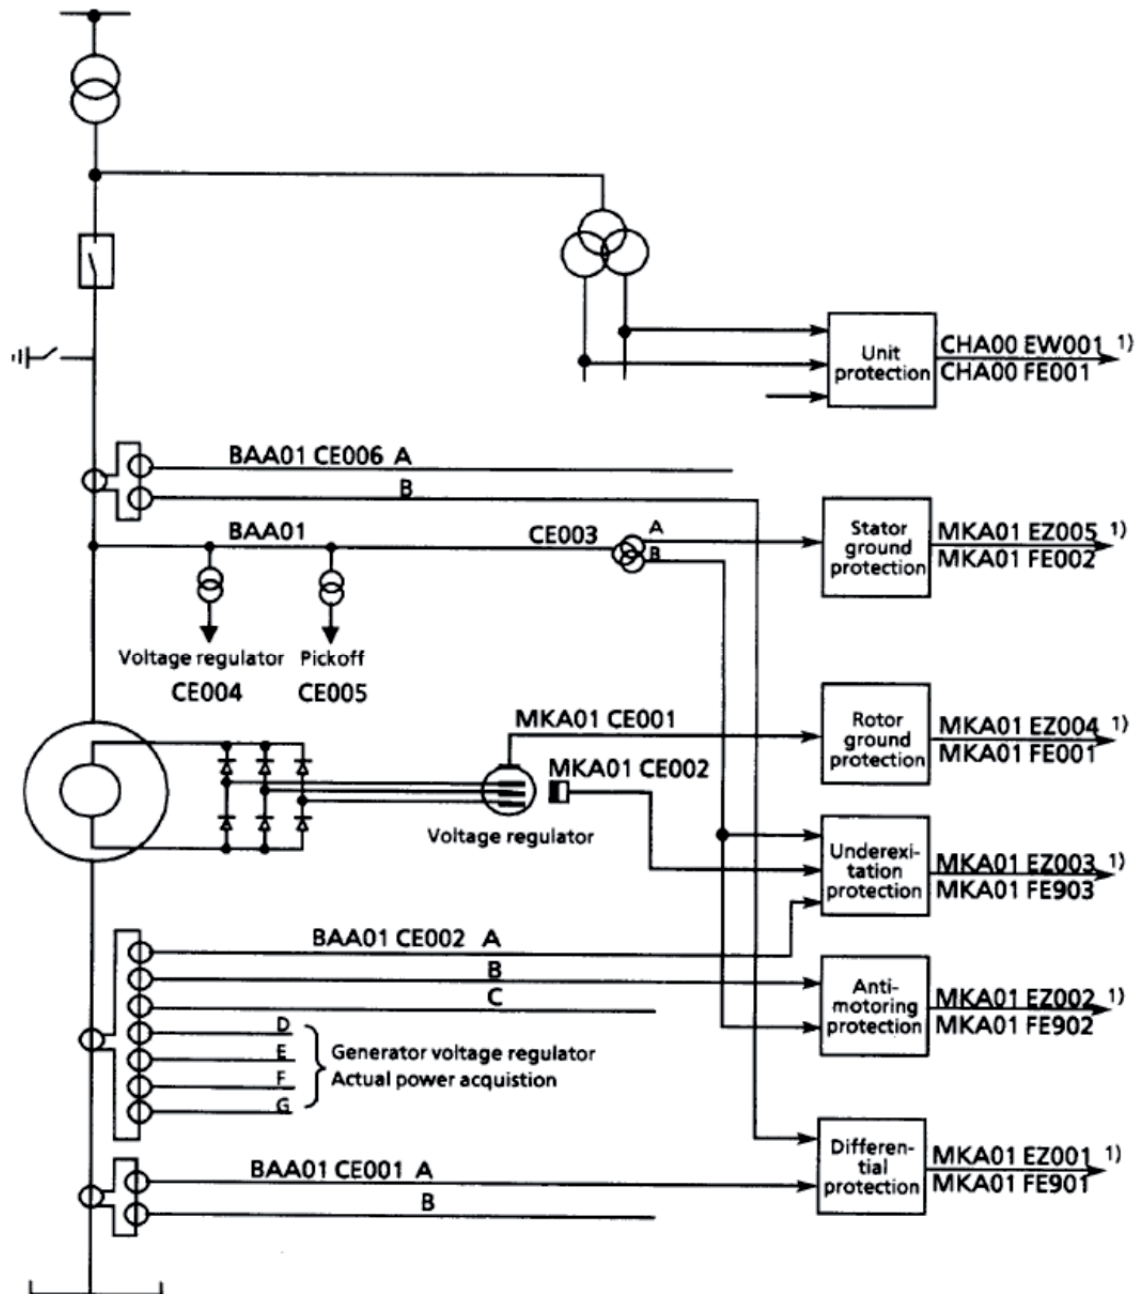 Unit
protection
CHA00 EW001 1)
CHA00 FE001
BAA01 CE006 A
B
BAA01
CE003
A
B
Stator
ground
protection
MKA01 EZ005 1)
MKA01 FE002
Voltage regulator
CE004
Pickoff
CE005
MKA01 CE001
Rotor
ground
protection
MKA01 EZ004 1)
MKA01 FE001
MKA01 CE002
Voltage regulator
Underexi-
tation
protection
MKA01 EZ003 1)
MKA01 FE903
BAA01 CE002 A
B
C
D
E
F
G
Generator voltage regulator
Actual power acquistion
Anti-
motoring
protection
MKA01 EZ002 1)
MKA01 FE902
Differen-
tial
protection
MKA01 EZ001 1)
MKA01 FE901
BAA01 CE001 A
B